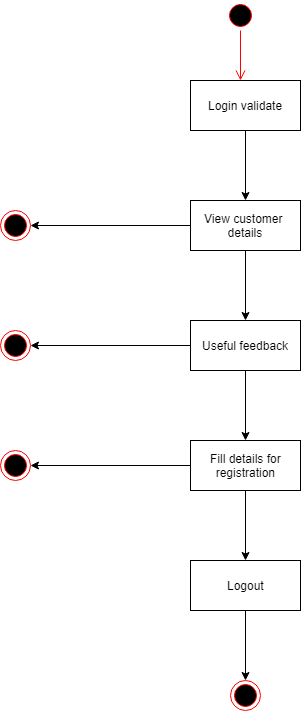 Login validate
View customer
details
Useful feedback
Fill details for
registration
Logout